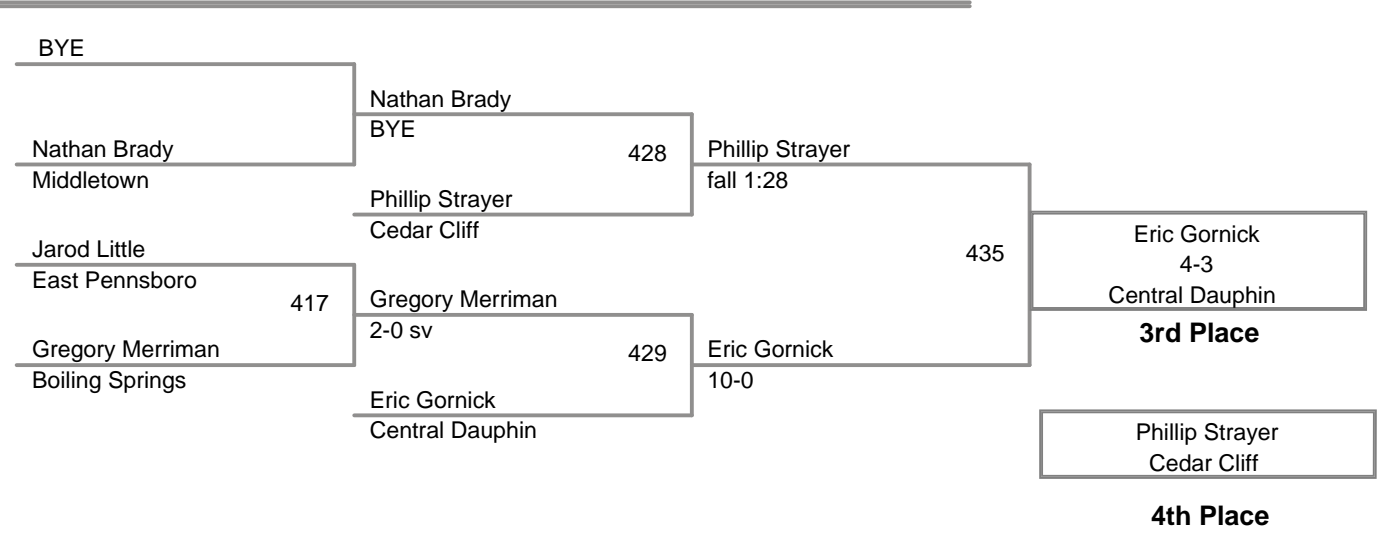 BYE
Nathan Brady
BYE
Nathan Brady
Middletown
428
Phillip Strayer
fall 1:28
Phillip Strayer
Cedar Cliff
Jarod Little
East Pennsboro
417
Gregory Merriman
2-0 sv
Gregory Merriman
Boiling Springs
429
Eric Gornick
10-0
Eric Gornick
Central Dauphin
435
Eric Gornick
4-3
Central Dauphin
3rd Place
Phillip Strayer
Cedar Cliff
4th Place